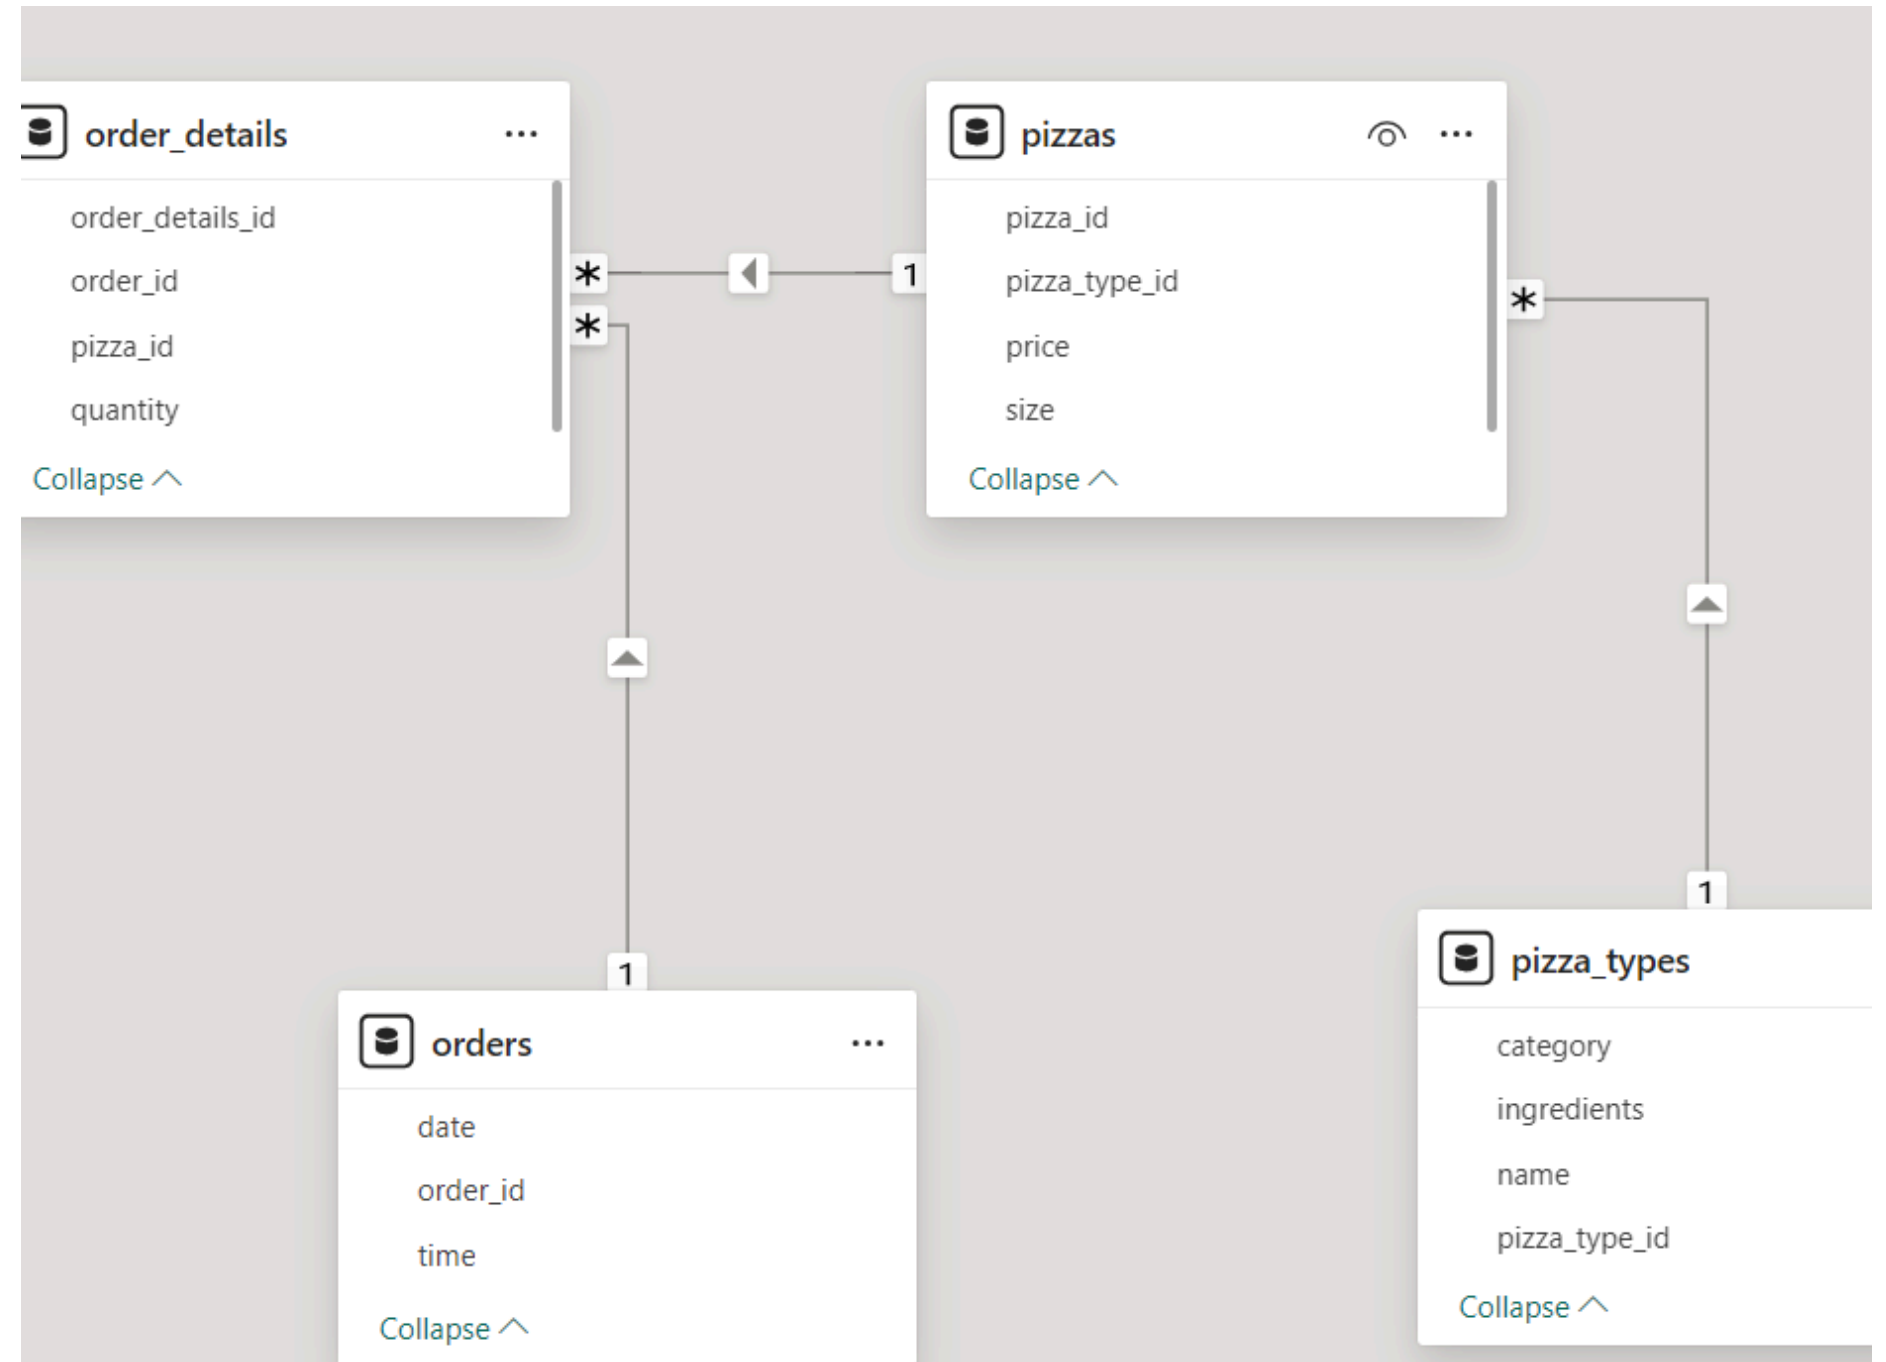 order_details ...
order_details_id
order_id
pizza_id
quantity
Collapse
* 1
*
1
pizzas ...
pizza_id
pizza_type_id
price
size
Collapse
*
1
orders ...
date
order_id
time
Collapse
pizza_types
category
ingredients
name
pizza_type_id
Collapse